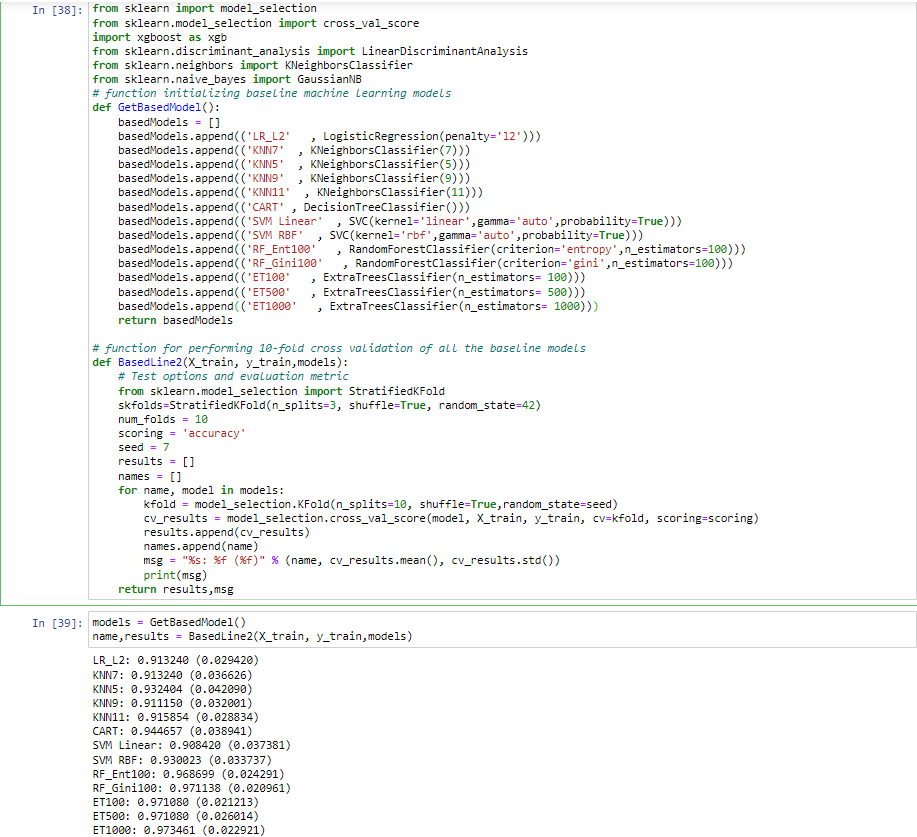 In [38]: from sklearn import model_selection
from sklearn.model_selection import cross_val_score
import xgboost as xgb
from sklearn.discriminant_analysis import LinearDiscriminantAnalysis
from sklearn.neighbors import KNeighborsClassifier
from sklearn.naive_bayes import GaussianNB
# function initializing baseline machine learning models
def GetBasedModel():
    basedModels = []
    basedModels.append(('LR_L2'   , LogisticRegression(penalty='l2')))
    basedModels.append(('KNN7'  , KNeighborsClassifier(7)))
    basedModels.append(('KNN5'  , KNeighborsClassifier(5)))
    basedModels.append(('KNN9'  , KNeighborsClassifier(9)))
    basedModels.append(('KNN11'  , KNeighborsClassifier(11)))
    basedModels.append(('CART' , DecisionTreeClassifier()))
    basedModels.append(('SVM Linear'  , SVC(kernel='linear',gamma='auto',probability=True)))
    basedModels.append(('SVM RBF'  , SVC(kernel='rbf',gamma='auto',probability=True)))
    basedModels.append(('RF_Ent100'   , RandomForestClassifier(criterion='entropy',n_estimators=100)))
    basedModels.append(('RF_Gini100'   , RandomForestClassifier(criterion='gini',n_estimators=100)))
    basedModels.append(('ET100'   , ExtraTreesClassifier(n_estimators= 100)))
    basedModels.append(('ET500'   , ExtraTreesClassifier(n_estimators= 500)))
    basedModels.append(('ET1000'   , ExtraTreesClassifier(n_estimators= 1000)))
    return basedModels
# function for performing 10-fold cross validation of all the baseline models
def BasedLine2(X_train, y_train,models):
    # Test options and evaluation metric
    from sklearn.model_selection import StratifiedKFold
    skfolds=StratifiedKFold(n_splits=3, shuffle=True, random_state=42)
    num_folds = 10
    scoring = 'accuracy'
    seed = 7
    results = []
    names = []
    for name, model in models:
        kfold = model_selection.KFold(n_splits=10, shuffle=True,random_state=seed)
        cv_results = model_selection.cross_val_score(model, X_train, y_train, cv=kfold, scoring=scoring)
        results.append(cv_results)
        names.append(name)
        msg = "%s: %f (%f)" % (name, cv_results.mean(), cv_results.std())
        print(msg)
    return results,msg
In [39]: models = GetBasedModel()
name,results = BasedLine2(X_train, y_train,models)
LR_L2: 0.913240 (0.029420)
KNN7: 0.913240 (0.036626)
KNN5: 0.932404 (0.042090)
KNN9: 0.911150 (0.032001)
KNN11: 0.915854 (0.028834)
CART: 0.944657 (0.038941)
SVM Linear: 0.908420 (0.037381)
SVM RBF: 0.930023 (0.033737)
RF_Ent100: 0.968699 (0.024291)
RF_Gini100: 0.971138 (0.020961)
ET100: 0.971080 (0.021213)
ET500: 0.971080 (0.026014)
ET1000: 0.973461 (0.022921)